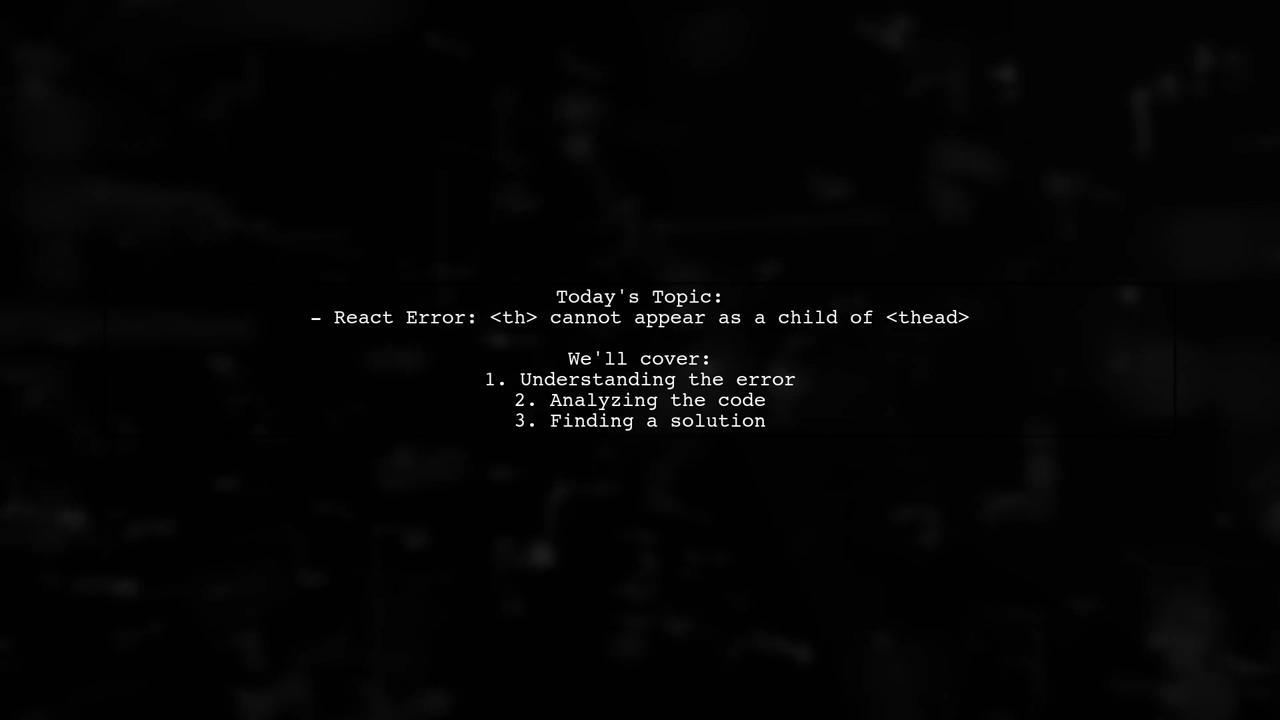 Today's Topic:
- React Error: <th> cannot appear as a child of <thead>
We'll cover:
1. Understanding the error
2. Analyzing the code
3. Finding a solution